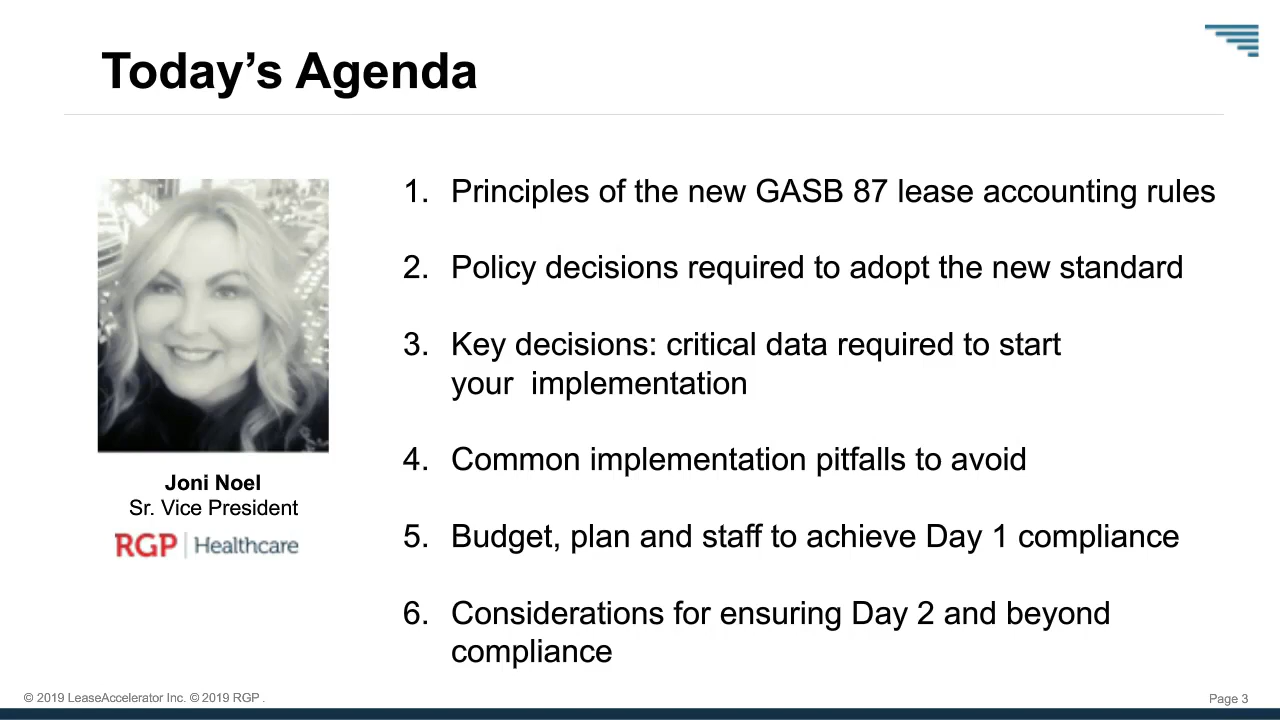 Today’s Agenda
Joni Noel
Sr. Vice President
RGP | Healthcare
1. Principles of the new GASB 87 lease accounting rules
2. Policy decisions required to adopt the new standard
3. Key decisions: critical data required to start
your  implementation
4. Common implementation pitfalls to avoid
5. Budget, plan and staff to achieve Day 1 compliance
6. Considerations for ensuring Day 2 and beyond
compliance
© 2019 LeaseAccelerator Inc. © 2019 RGP .
Page 3